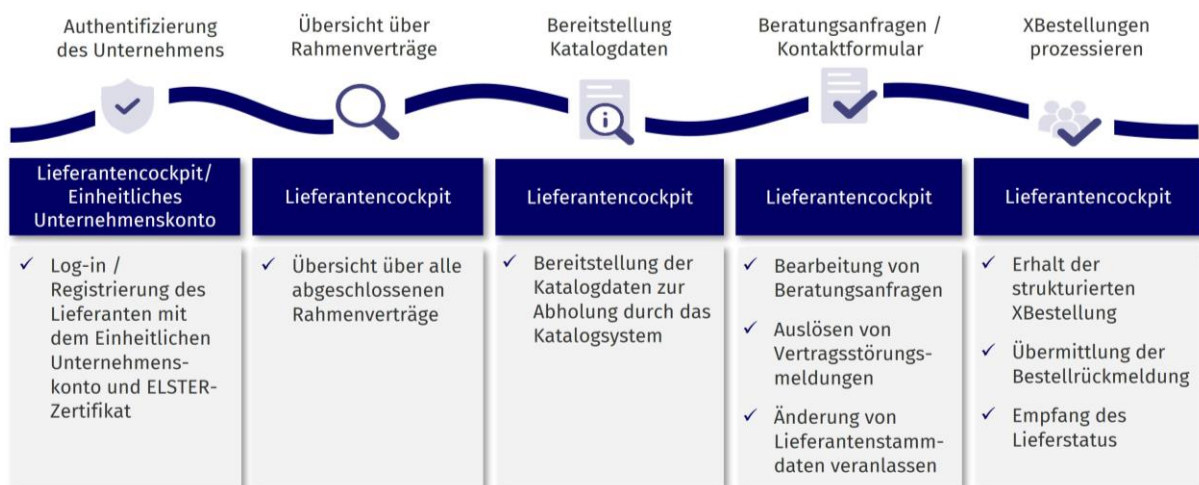 Authentifizierung
des Unternehmens
Übersicht über
Rahmenverträge
Bereitstellung
Katalogdaten
Beratungsanfragen /
Kontaktformular
XBestellungen
prozessieren
Lieferantencockpit/
Einheitliches
Unternehmenskonto
Lieferantencockpit
Lieferantencockpit
Lieferantencockpit
Lieferantencockpit
✓ Log-in /
Registrierung des
Lieferanten mit
dem Einheitlichen
Unternehmens-
konto und ELSTER-
Zertifikat
✓ Übersicht über alle
abgeschlossenen
Rahmenverträge
✓ Bereitstellung der
Katalogdaten zur
Abholung durch das
Katalogsystem
✓ Bearbeitung von
Beratungsanfragen
✓ Auslösen von
Vertragsstörungs-
meldungen
✓ Änderung von
Lieferantenstamm-
daten veranlassen
✓ Erhalt der
strukturierten
XBestellung
✓ Übermittlung der
Bestellrückmeldung
✓ Empfang des
Lieferstatus